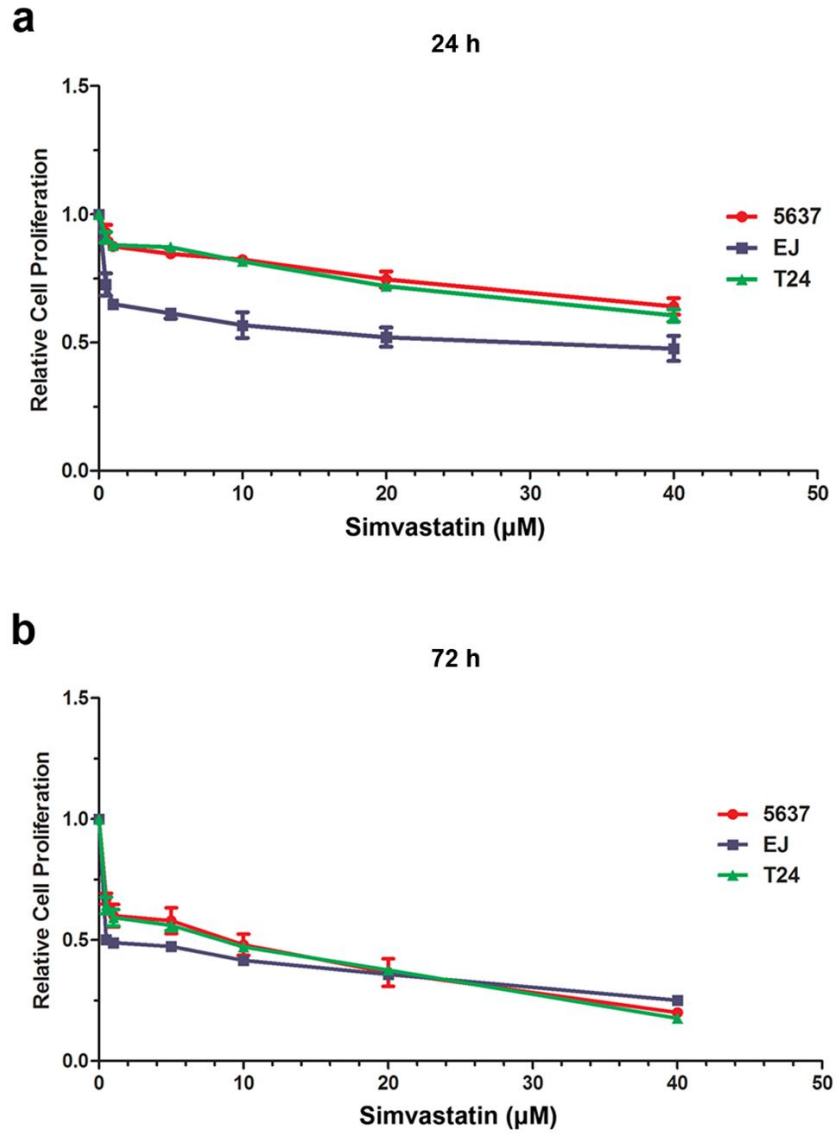 a
24 h
Relative Cell Proliferation
1.5
1.0
0.5
0.0
0 10 20 30 40 50
Simvastatin (µM)
5637
EJ
T24
b
72 h
Relative Cell Proliferation
1.5
1.0
0.5
0.0
0 10 20 30 40 50
Simvastatin (µM)
5637
EJ
T24